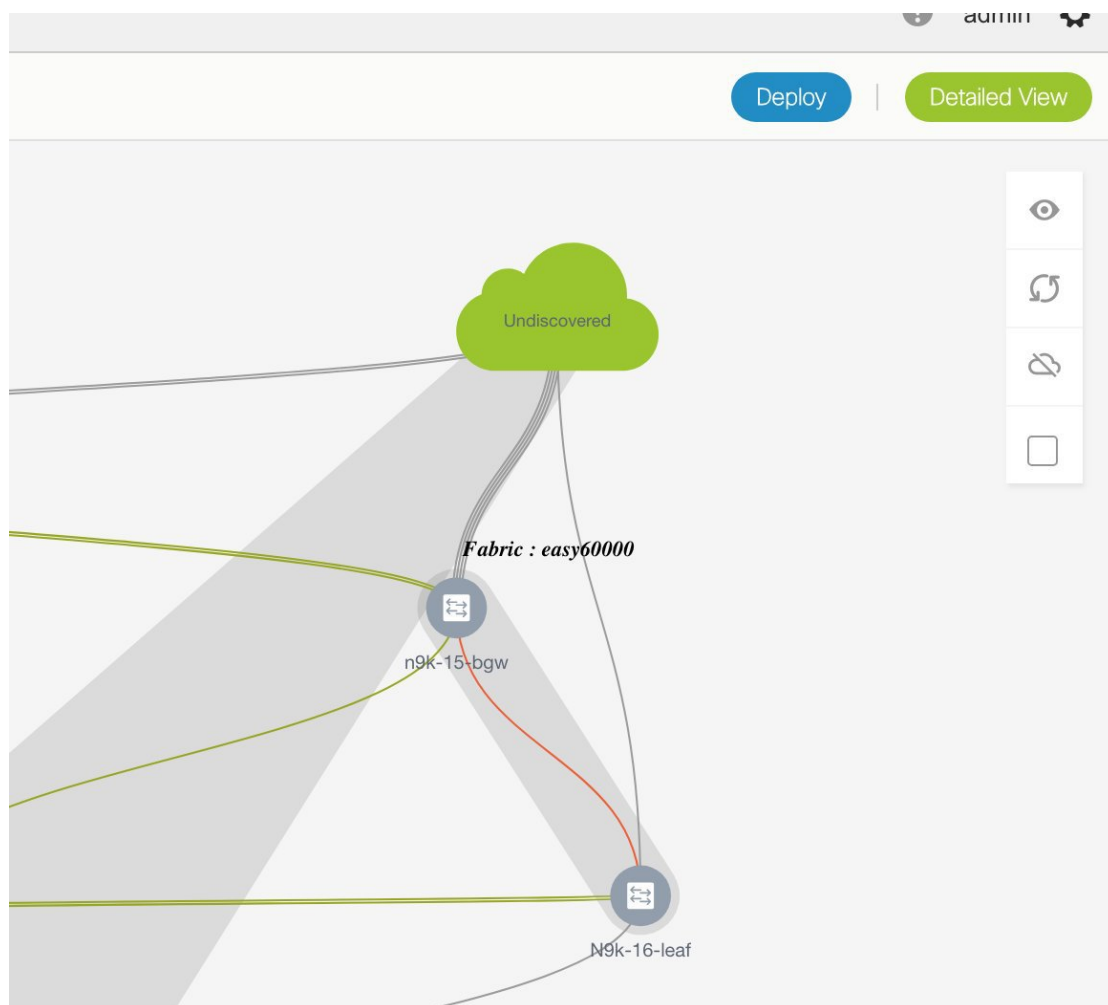 admin
Deploy
Detailed View
Undiscovered
Fabric : easy60000
n9k-15-bgw
N9k-16-leaf